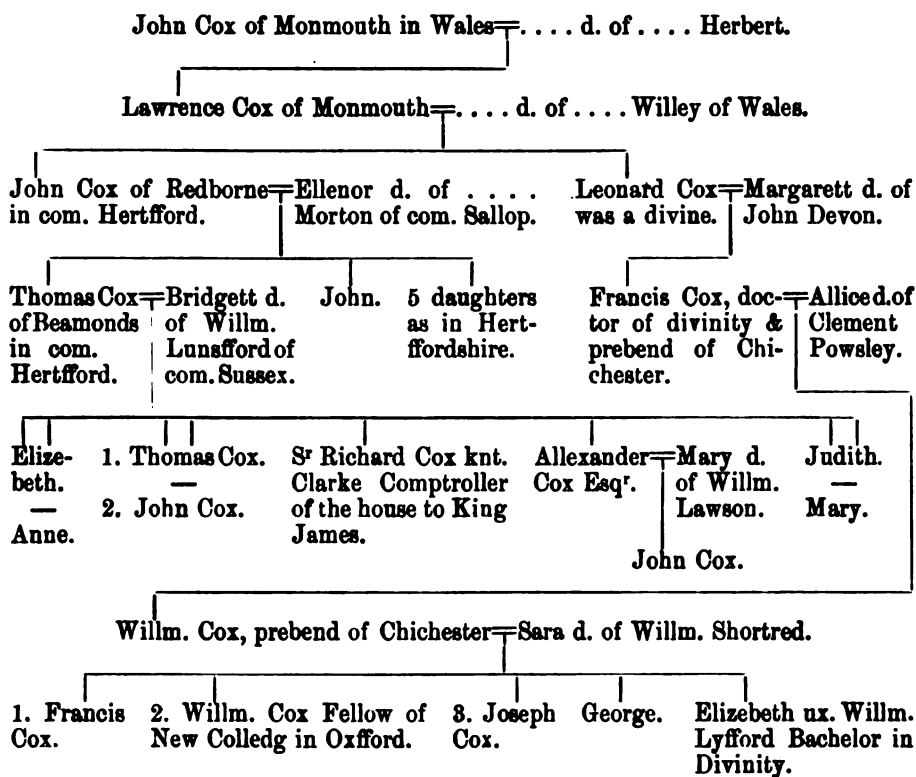 John Cox of Monmouth in Wales=.... d. of .... Herbert.
Lawrence Cox of Monmouth=.... d. of .... Willey of Wales.
John Cox of Redborne=Ellenor d. of ....
in com. Hertfford. Morton of com. Sallop.
Leonard Cox=Margarett d. of
was a divine. John Devon.
Thomas Cox=Bridgett d.
of Beamonds of Willm.
in com. Lunsfford of
Hertfford. com. Sussex.
John.
5 daughters
as in Hert-
ffordshire.
Francis Cox, doc-=Allice d. of
tor of divinity & Clement
prebend of Chi- Powsley.
chester.
Elize-
beth.
—
Anne.
1. Thomas Cox.
—
2. John Cox.
Sr Richard Cox knt.
Clarke Comptroller
of the house to King
James.
Allexander=Mary d.
Cox Esqr. of Willm.
Lawson.
John Cox.
Judith.
—
Mary.
Willm. Cox, prebend of Chichester=Sara d. of Willm. Shortred.
1. Francis
Cox.
2. Willm. Cox Fellow of
New Colledg in Oxfford.
3. Joseph
Cox.
George.
Elizebeth ux. Willm.
Lyfford Bachelor in
Divinity.